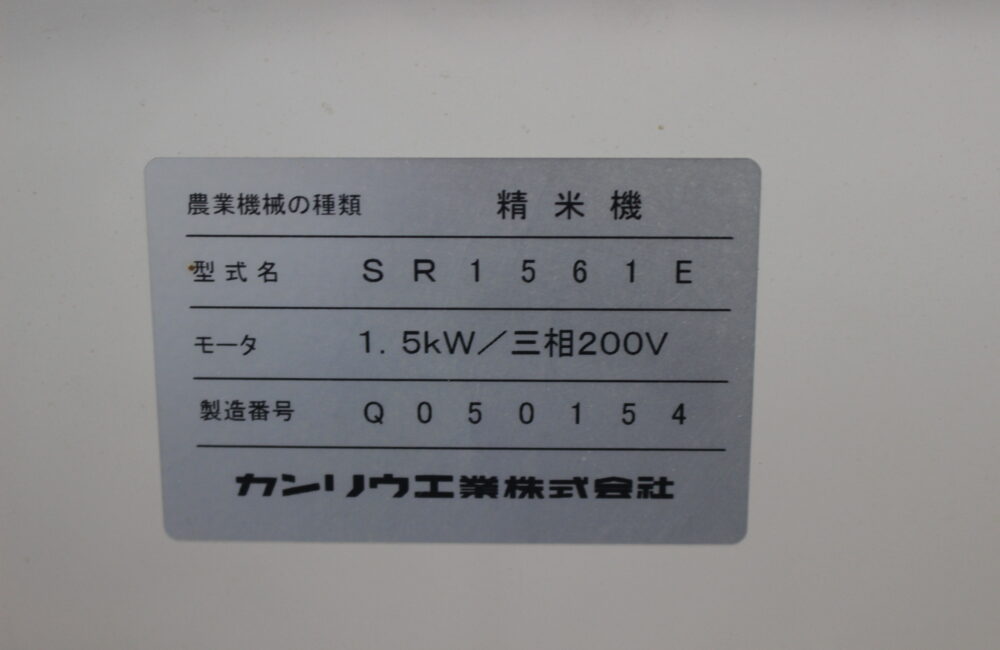 農業機械の種類 精米機
型式名 SR1561E
モータ 1.5kW／三相200V
製造番号 Q050154
カンリウ工業株式会社